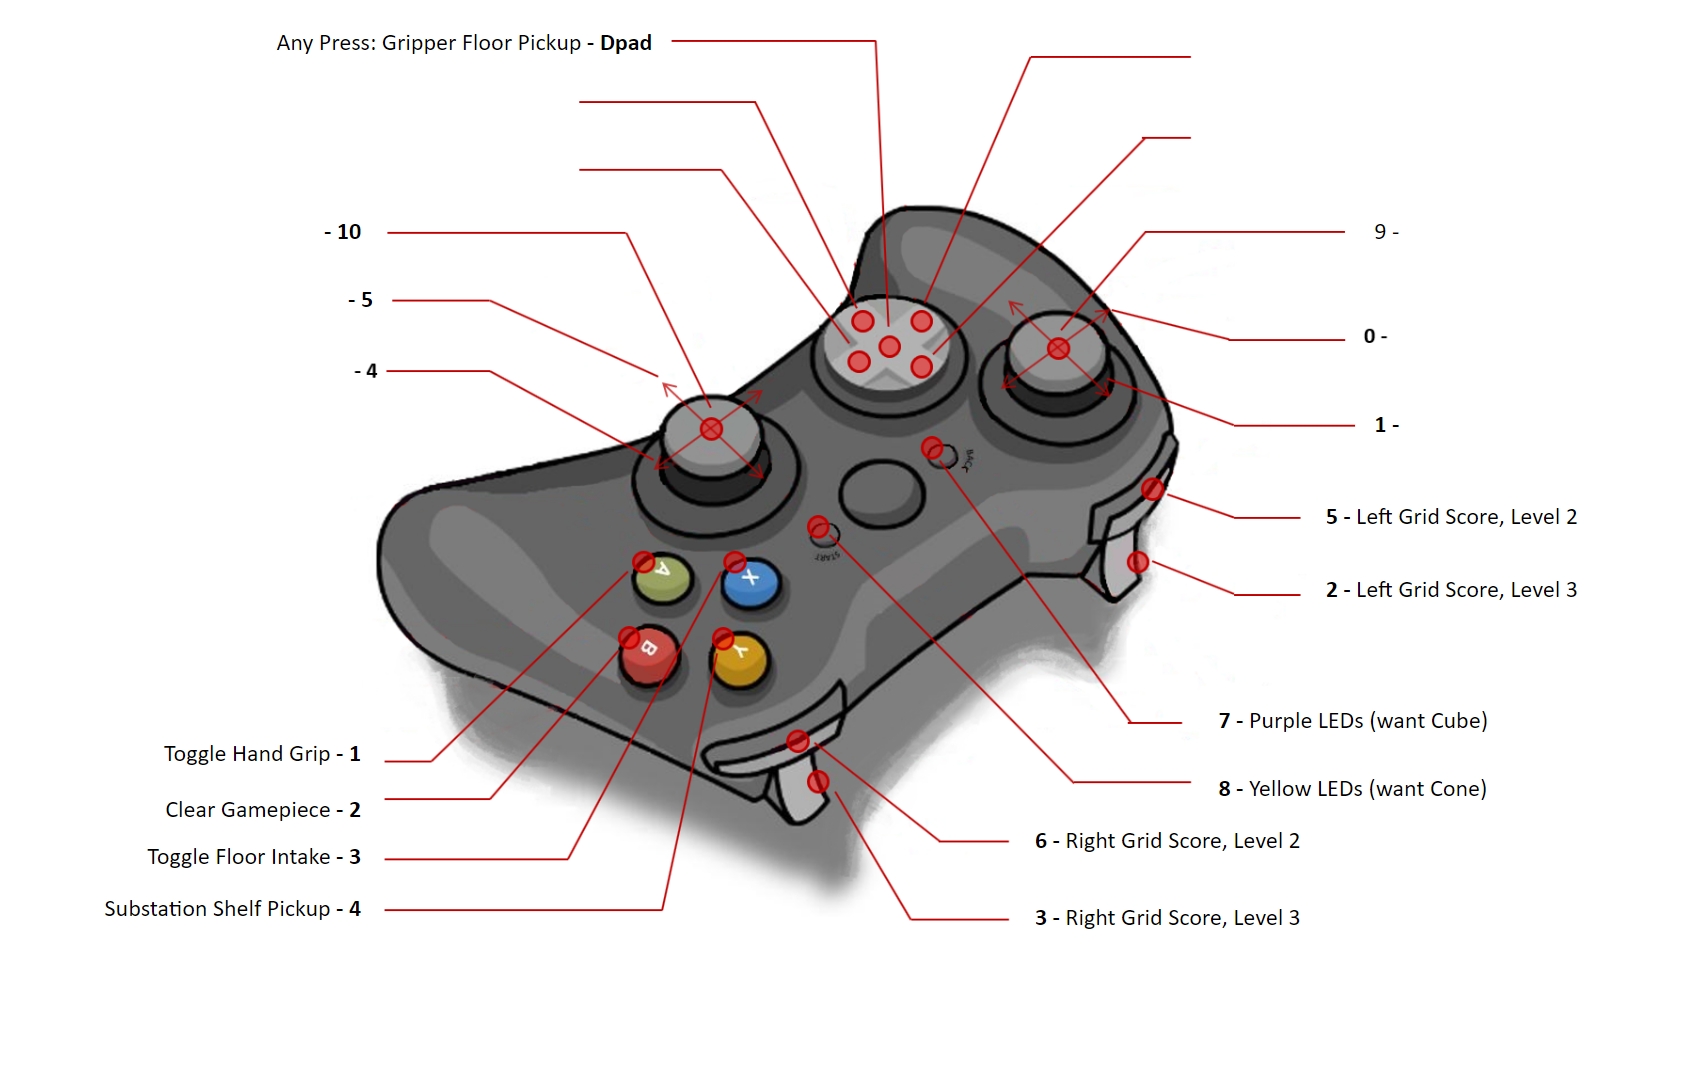 Any Press: Gripper Floor Pickup - Dpad
- 10
9 -
- 5
0 -
- 4
1 -
BACK
5 - Left Grid Score, Level 2
START
A
X
2 - Left Grid Score, Level 3
B
Y
7 - Purple LEDs (want Cube)
Toggle Hand Grip - 1
8 - Yellow LEDs (want Cone)
Clear Gamepiece - 2
6 - Right Grid Score, Level 2
Toggle Floor Intake - 3
Substation Shelf Pickup - 4
3 - Right Grid Score, Level 3